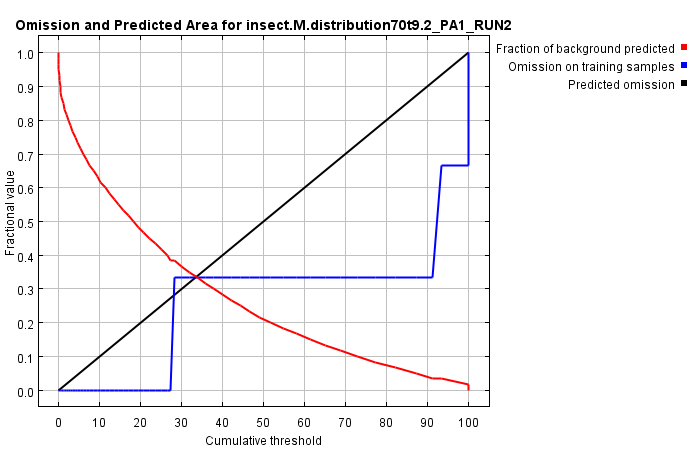 Omission and Predicted Area for insect.M.distribution70t9.2_PA1_RUN2
Fraction of background predicted
Omission on training samples
Predicted omission
Fractional value
1.0
0.9
0.8
0.7
0.6
0.5
0.4
0.3
0.2
0.1
0.0
0 10 20 30 40 50 60 70 80 90 100
Cumulative threshold